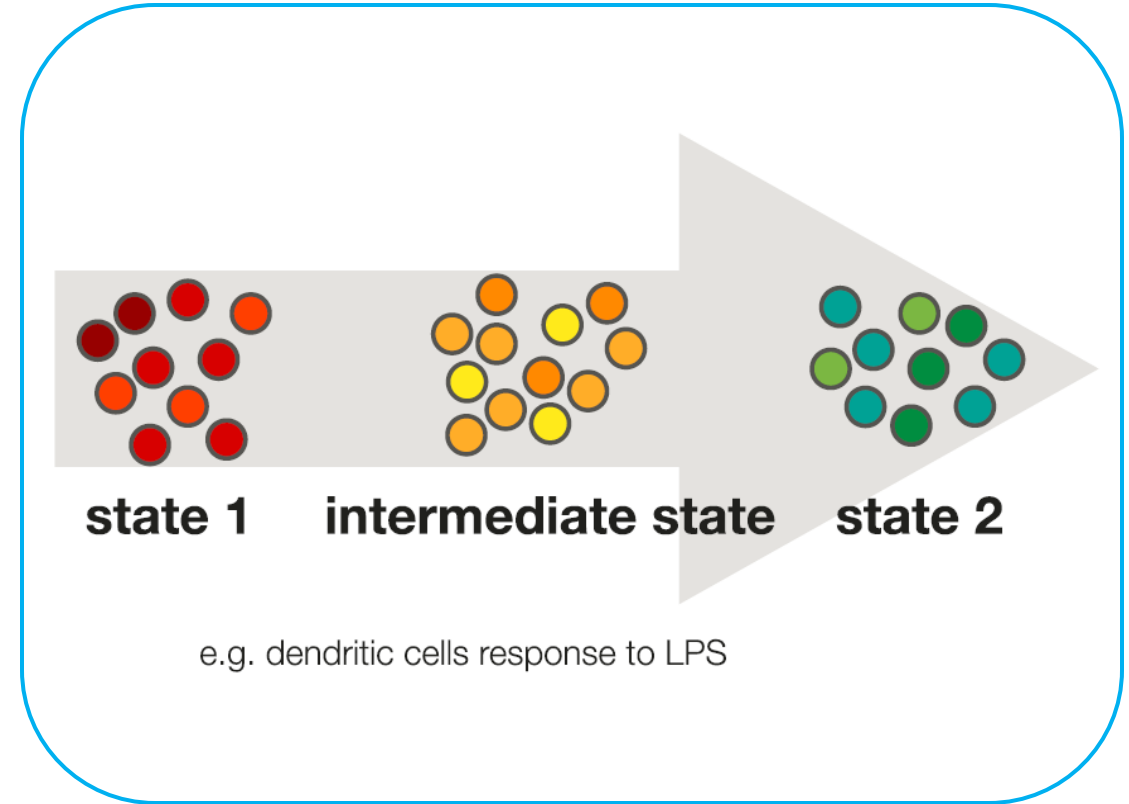 state 1 intermediate state state 2
e.g. dendritic cells response to LPS